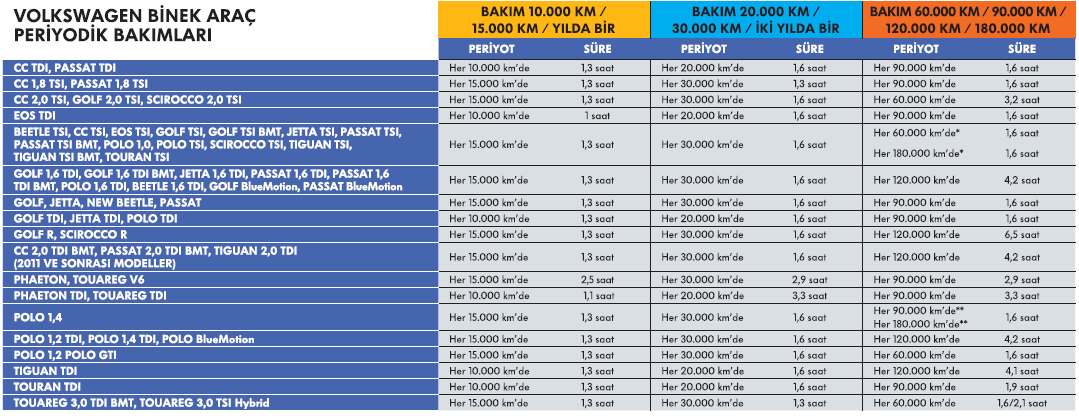 VOLKSWAGEN BİNEK ARAÇ
PERİYODİK BAKIMLARI
BAKIM 10.000 KM /
15.000 KM / YILDA BİR
BAKIM 20.000 KM /
30.000 KM / İKİ YILDA BİR
BAKIM 60.000 KM / 90.000 KM /
120.000 KM / 180.000 KM
PERİYOT SÜRE PERİYOT SÜRE PERİYOT SÜRE
CC TDI, PASSAT TDI Her 10.000 km'de 1,3 saat Her 20.000 km'de 1,6 saat Her 90.000 km'de 1,6 saat
CC 1,8 TSI, PASSAT 1,8 TSI Her 15.000 km'de 1,3 saat Her 30.000 km'de 1,3 saat Her 90.000 km'de 1,6 saat
CC 2,0 TSI, GOLF 2,0 TSI, SCIROCCO 2,0 TSI Her 15.000 km'de 1,3 saat Her 30.000 km'de 1,6 saat Her 60.000 km'de 3,2 saat
EOS TDI Her 10.000 km'de 1 saat Her 20.000 km'de 1,6 saat Her 90.000 km'de 1,6 saat
BEETLE TSI, CC TSI, EOS TSI, GOLF TSI, GOLF TSI BMT, JETTA TSI, PASSAT TSI,
PASSAT TSI BMT, POLO 1,0, POLO TSI, SCIROCCO TSI, TIGUAN TSI,
TIGUAN TSI BMT, TOURAN TSI
Her 15.000 km'de 1,3 saat Her 30.000 km'de 1,6 saat
Her 60.000 km'de* 1,6 saat
Her 180.000 km'de* 1,6 saat
GOLF 1,6 TDI, GOLF 1,6 TDI BMT, JETTA 1,6 TDI, PASSAT 1,6 TDI, PASSAT 1,6
TDI BMT, POLO 1,6 TDI, BEETLE 1,6 TDI, GOLF BlueMotion, PASSAT BlueMotion
Her 15.000 km'de 1,3 saat Her 30.000 km'de 1,6 saat Her 120.000 km'de 4,2 saat
GOLF, JETTA, NEW BEETLE, PASSAT Her 15.000 km'de 1,3 saat Her 30.000 km'de 1,6 saat Her 90.000 km'de 1,6 saat
GOLF TDI, JETTA TDI, POLO TDI Her 10.000 km'de 1,3 saat Her 20.000 km'de 1,6 saat Her 90.000 km'de 1,6 saat
GOLF R, SCIROCCO R Her 15.000 km'de 1,3 saat Her 30.000 km'de 1,6 saat Her 120.000 km'de 6,5 saat
CC 2,0 TDI BMT, PASSAT 2,0 TDI BMT, TIGUAN 2,0 TDI
(2011 VE SONRASI MODELLER)
Her 15.000 km'de 1,3 saat Her 30.000 km'de 1,6 saat Her 120.000 km'de 4,2 saat
PHAETON, TOUAREG V6 Her 15.000 km'de 2,5 saat Her 30.000 km'de 2,9 saat Her 90.000 km'de 2,9 saat
PHAETON TDI, TOUAREG TDI Her 10.000 km'de 1,1 saat Her 20.000 km'de 3,3 saat Her 90.000 km'de 3,3 saat
POLO 1,4 Her 15.000 km'de 1,3 saat Her 30.000 km'de 1,6 saat
Her 90.000 km'de**
Her 180.000 km'de**
1,6 saat
POLO 1,2 TDI, POLO 1,4 TDI, POLO BlueMotion Her 15.000 km'de 1,3 saat Her 30.000 km'de 1,6 saat Her 120.000 km'de 4,2 saat
POLO 1,2 POLO GTI Her 15.000 km'de 1,3 saat Her 30.000 km'de 1,6 saat Her 60.000 km'de 1,6 saat
TIGUAN TDI Her 10.000 km'de 1,3 saat Her 20.000 km'de 1,6 saat Her 120.000 km'de 4,1 saat
TOURAN TDI Her 10.000 km'de 1,3 saat Her 20.000 km'de 1,6 saat Her 90.000 km'de 1,9 saat
TOUAREG 3,0 TDI BMT, TOUAREG 3,0 TSI Hybrid Her 15.000 km'de 1,3 saat Her 30.000 km'de 1,6 saat Her 60.000 km'de 1,6/2,1 saat